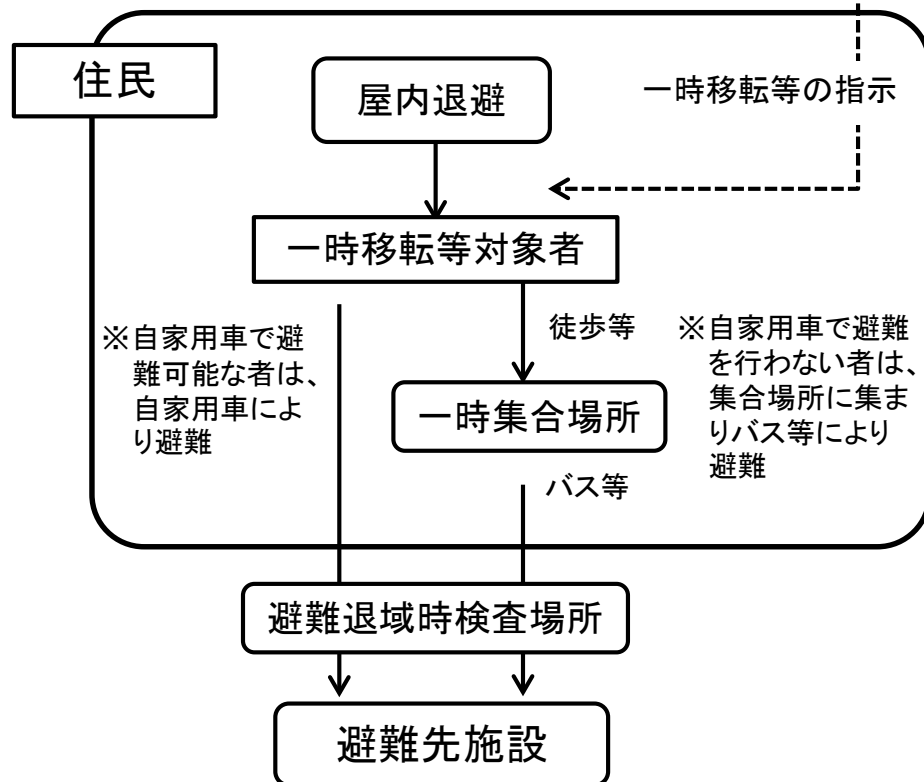 住民
屋内退避
一時移転等の指示
一時移転等対象者
※自家用車で避
難可能な者は、
自家用車によ
り避難
徒歩等
※自家用車で避難
を行わない者は、
集合場所に集ま
りバス等により
避難
一時集合場所
バス等
避難退域時検査場所
避難先施設